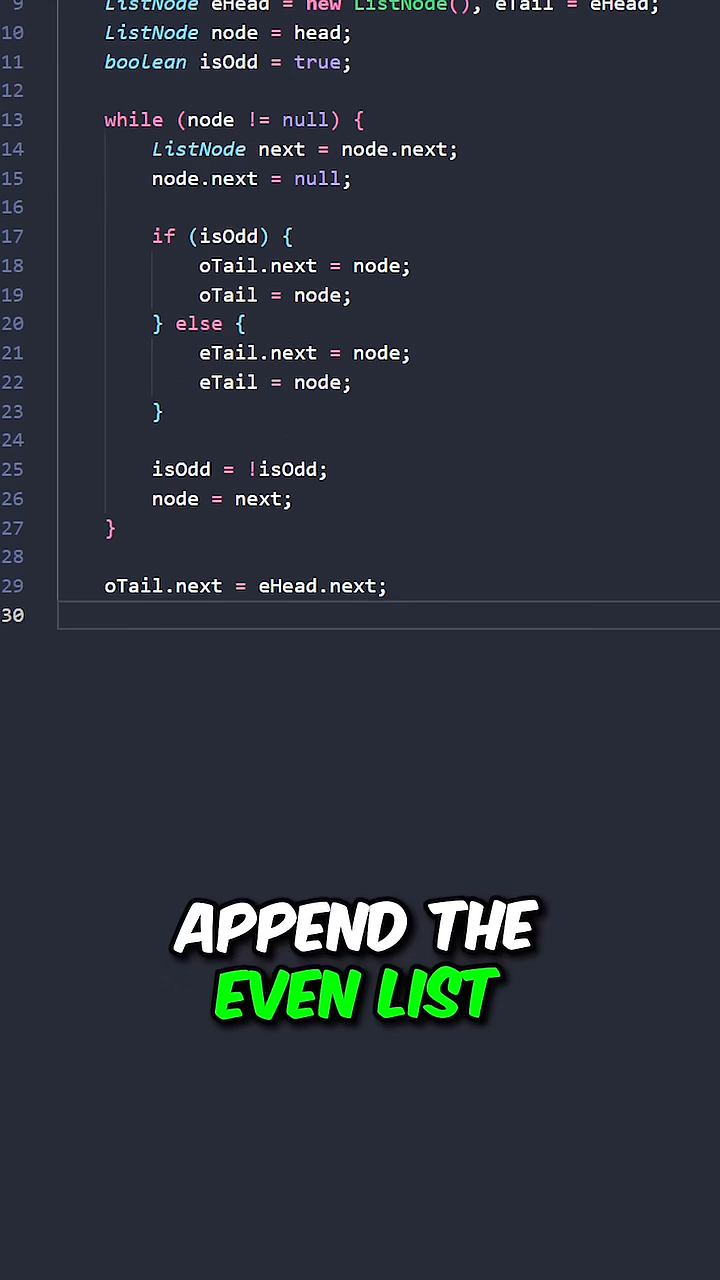 9 ListNode eHead = new ListNode(), eTail = eHead;
10 ListNode node = head;
11 boolean isOdd = true;
12
13 while (node != null) {
14 ListNode next = node.next;
15 node.next = null;
16
17 if (isOdd) {
18 oTail.next = node;
19 oTail = node;
20 } else {
21 eTail.next = node;
22 eTail = node;
23 }
24
25 isOdd = !isOdd;
26 node = next;
27 }
28
29 oTail.next = eHead.next;
30
APPEND THE
EVEN LIST